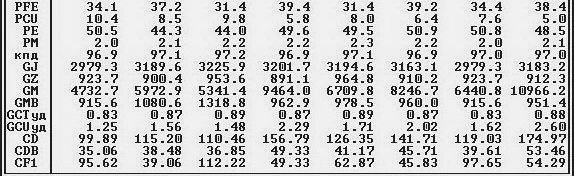 PFE 34.1 37.2 31.4 39.4 31.4 39.2 34.4 38.4
PCU 10.4 8.5 9.8 5.8 8.0 6.4 7.6 5.0
PE 50.5 44.3 44.0 49.6 49.5 50.9 50.8 48.5
PM 2.0 2.1 2.2 2.2 2.3 2.2 2.0 2.1
кпд 96.9 97.1 97.2 96.9 97.1 96.9 97.0 97.0
GJ 2979.3 3189.6 3225.9 3201.7 3194.6 3163.1 2979.3 3183.2
GZ 923.7 900.4 953.6 891.1 964.8 910.2 923.7 912.3
GM 4732.7 5972.9 5341.4 9464.0 6709.8 8246.7 6440.8 10966.2
GMB 915.6 1080.6 1318.8 962.9 978.5 960.0 915.6 951.4
GCTуд 0.83 0.87 0.89 0.87 0.89 0.87 0.83 0.88
GCUуд 1.25 1.56 1.48 2.29 1.71 2.02 1.62 2.60
CD 99.89 115.20 110.46 156.79 126.35 141.71 119.03 174.97
CDB 35.06 38.48 36.85 49.33 41.17 45.71 39.61 53.46
CF1 95.62 39.06 112.22 49.33 62.87 45.83 97.65 54.29